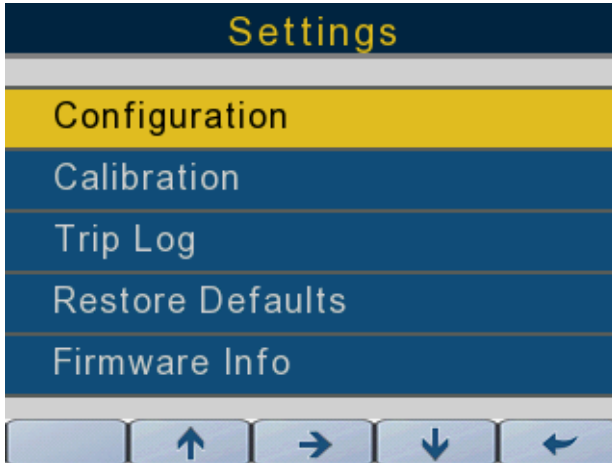 Settings
Configuration
Calibration
Trip Log
Restore Defaults
Firmware Info